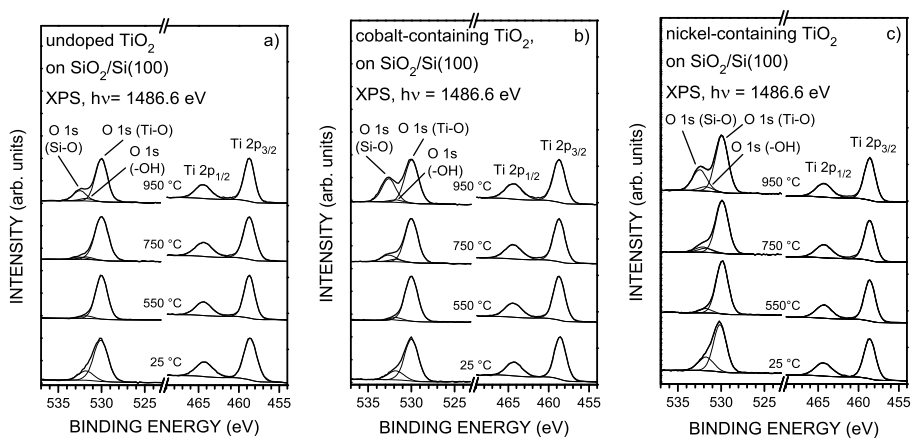 undoped TiO2 a)
on SiO2/Si(100)
XPS, hν= 1486.6 eV
O 1s
(Si-O)
O 1s (Ti-O)
O 1s
(-OH)
Ti 2p1/2
Ti 2p3/2
950 °C
750 °C
550 °C
25 °C
535 530 525 465 460 455
BINDING ENERGY (eV)
INTENSITY (arb. units)
cobalt-containing TiO2, b)
on SiO2/Si(100)
XPS, hν= 1486.6 eV
O 1s
(Si-O)
O 1s (Ti-O)
O 1s
(-OH)
Ti 2p1/2
Ti 2p3/2
950 °C
750 °C
550 °C
25 °C
535 530 525 465 460 455
BINDING ENERGY (eV)
INTENSITY (arb. units)
nickel-containing TiO2 c)
on SiO2/Si(100)
XPS, hν= 1486.6 eV
O 1s (Si-O)
O 1s (Ti-O)
O 1s (-OH)
Ti 2p1/2
Ti 2p3/2
950 °C
750 °C
550°C
25 °C
535 530 525 465 460 455
BINDING ENERGY (eV)
INTENSITY (arb. units)